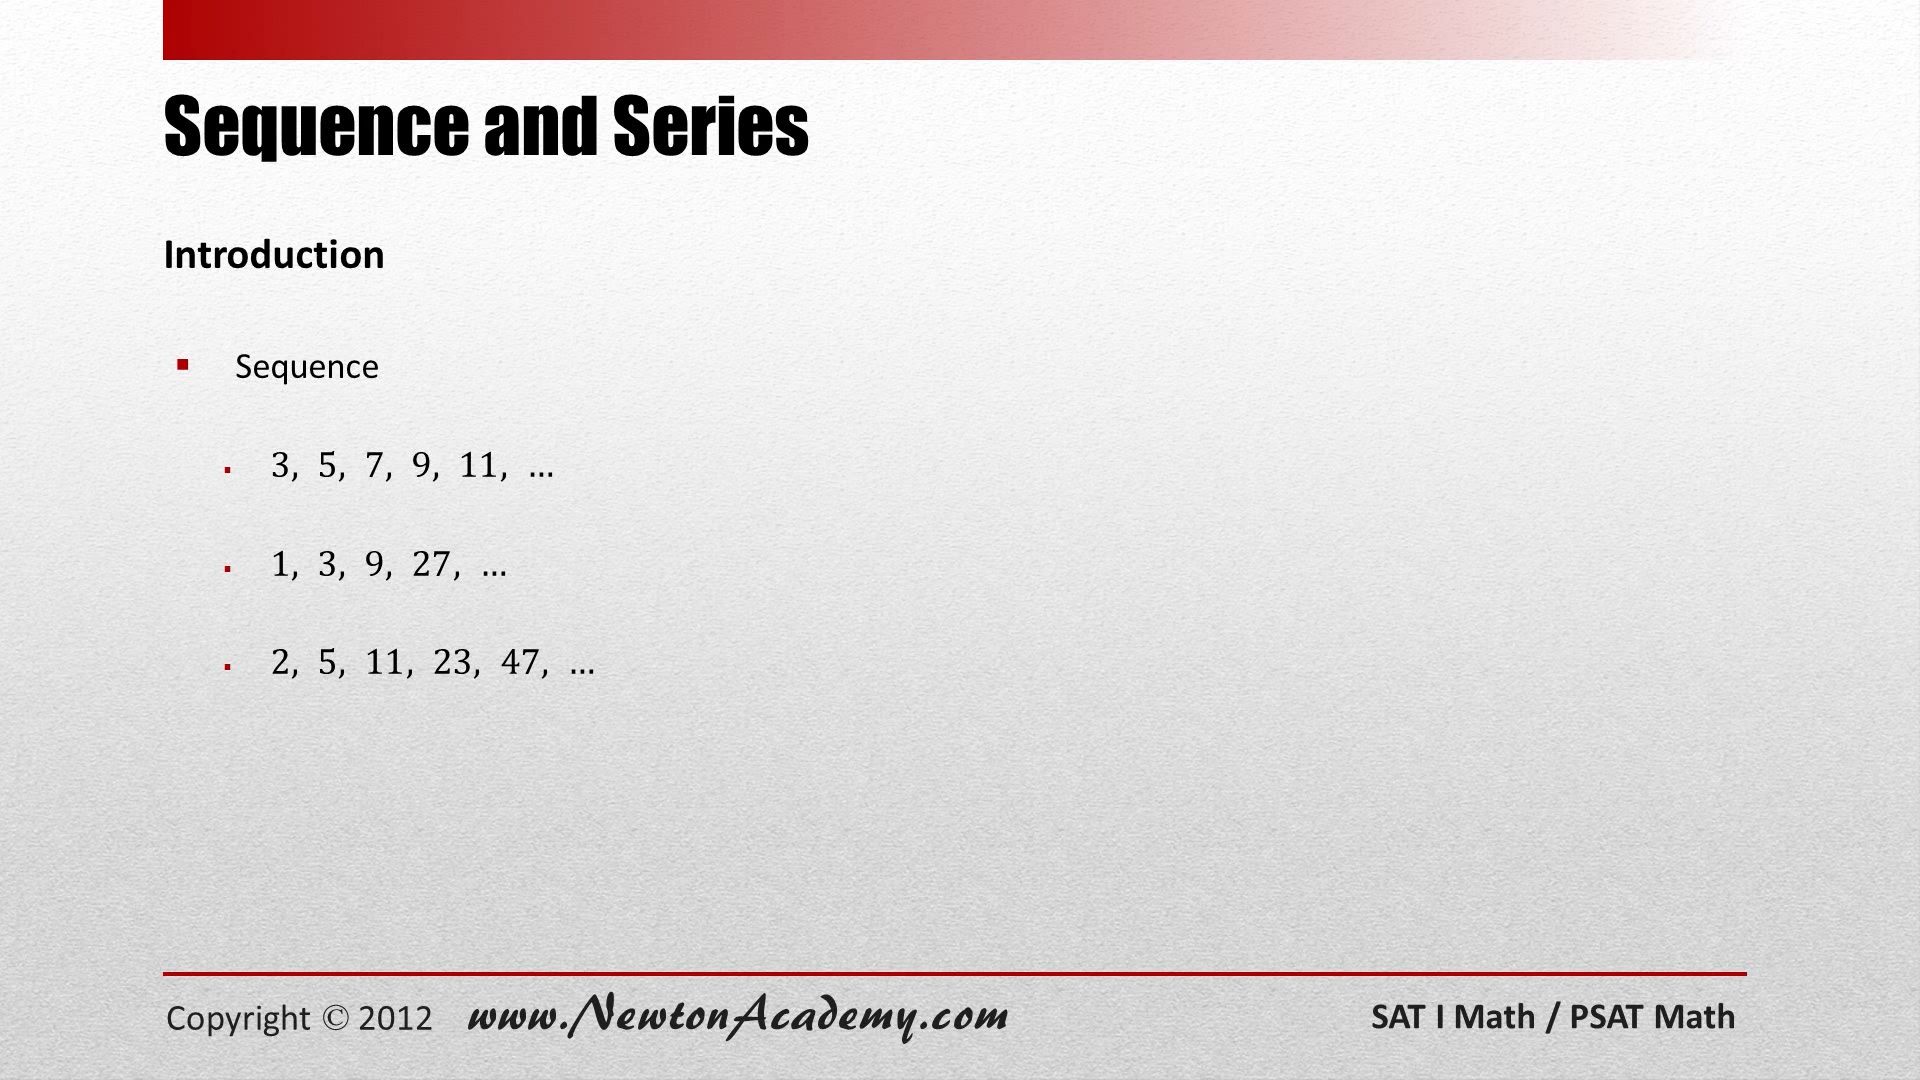 Sequence and Series
Introduction
▪ Sequence
▪ 3, 5, 7, 9, 11, …
▪ 1, 3, 9, 27, …
▪ 2, 5, 11, 23, 47, …
Copyright © 2012 www.NewtonAcademy.com SAT I Math / PSAT Math